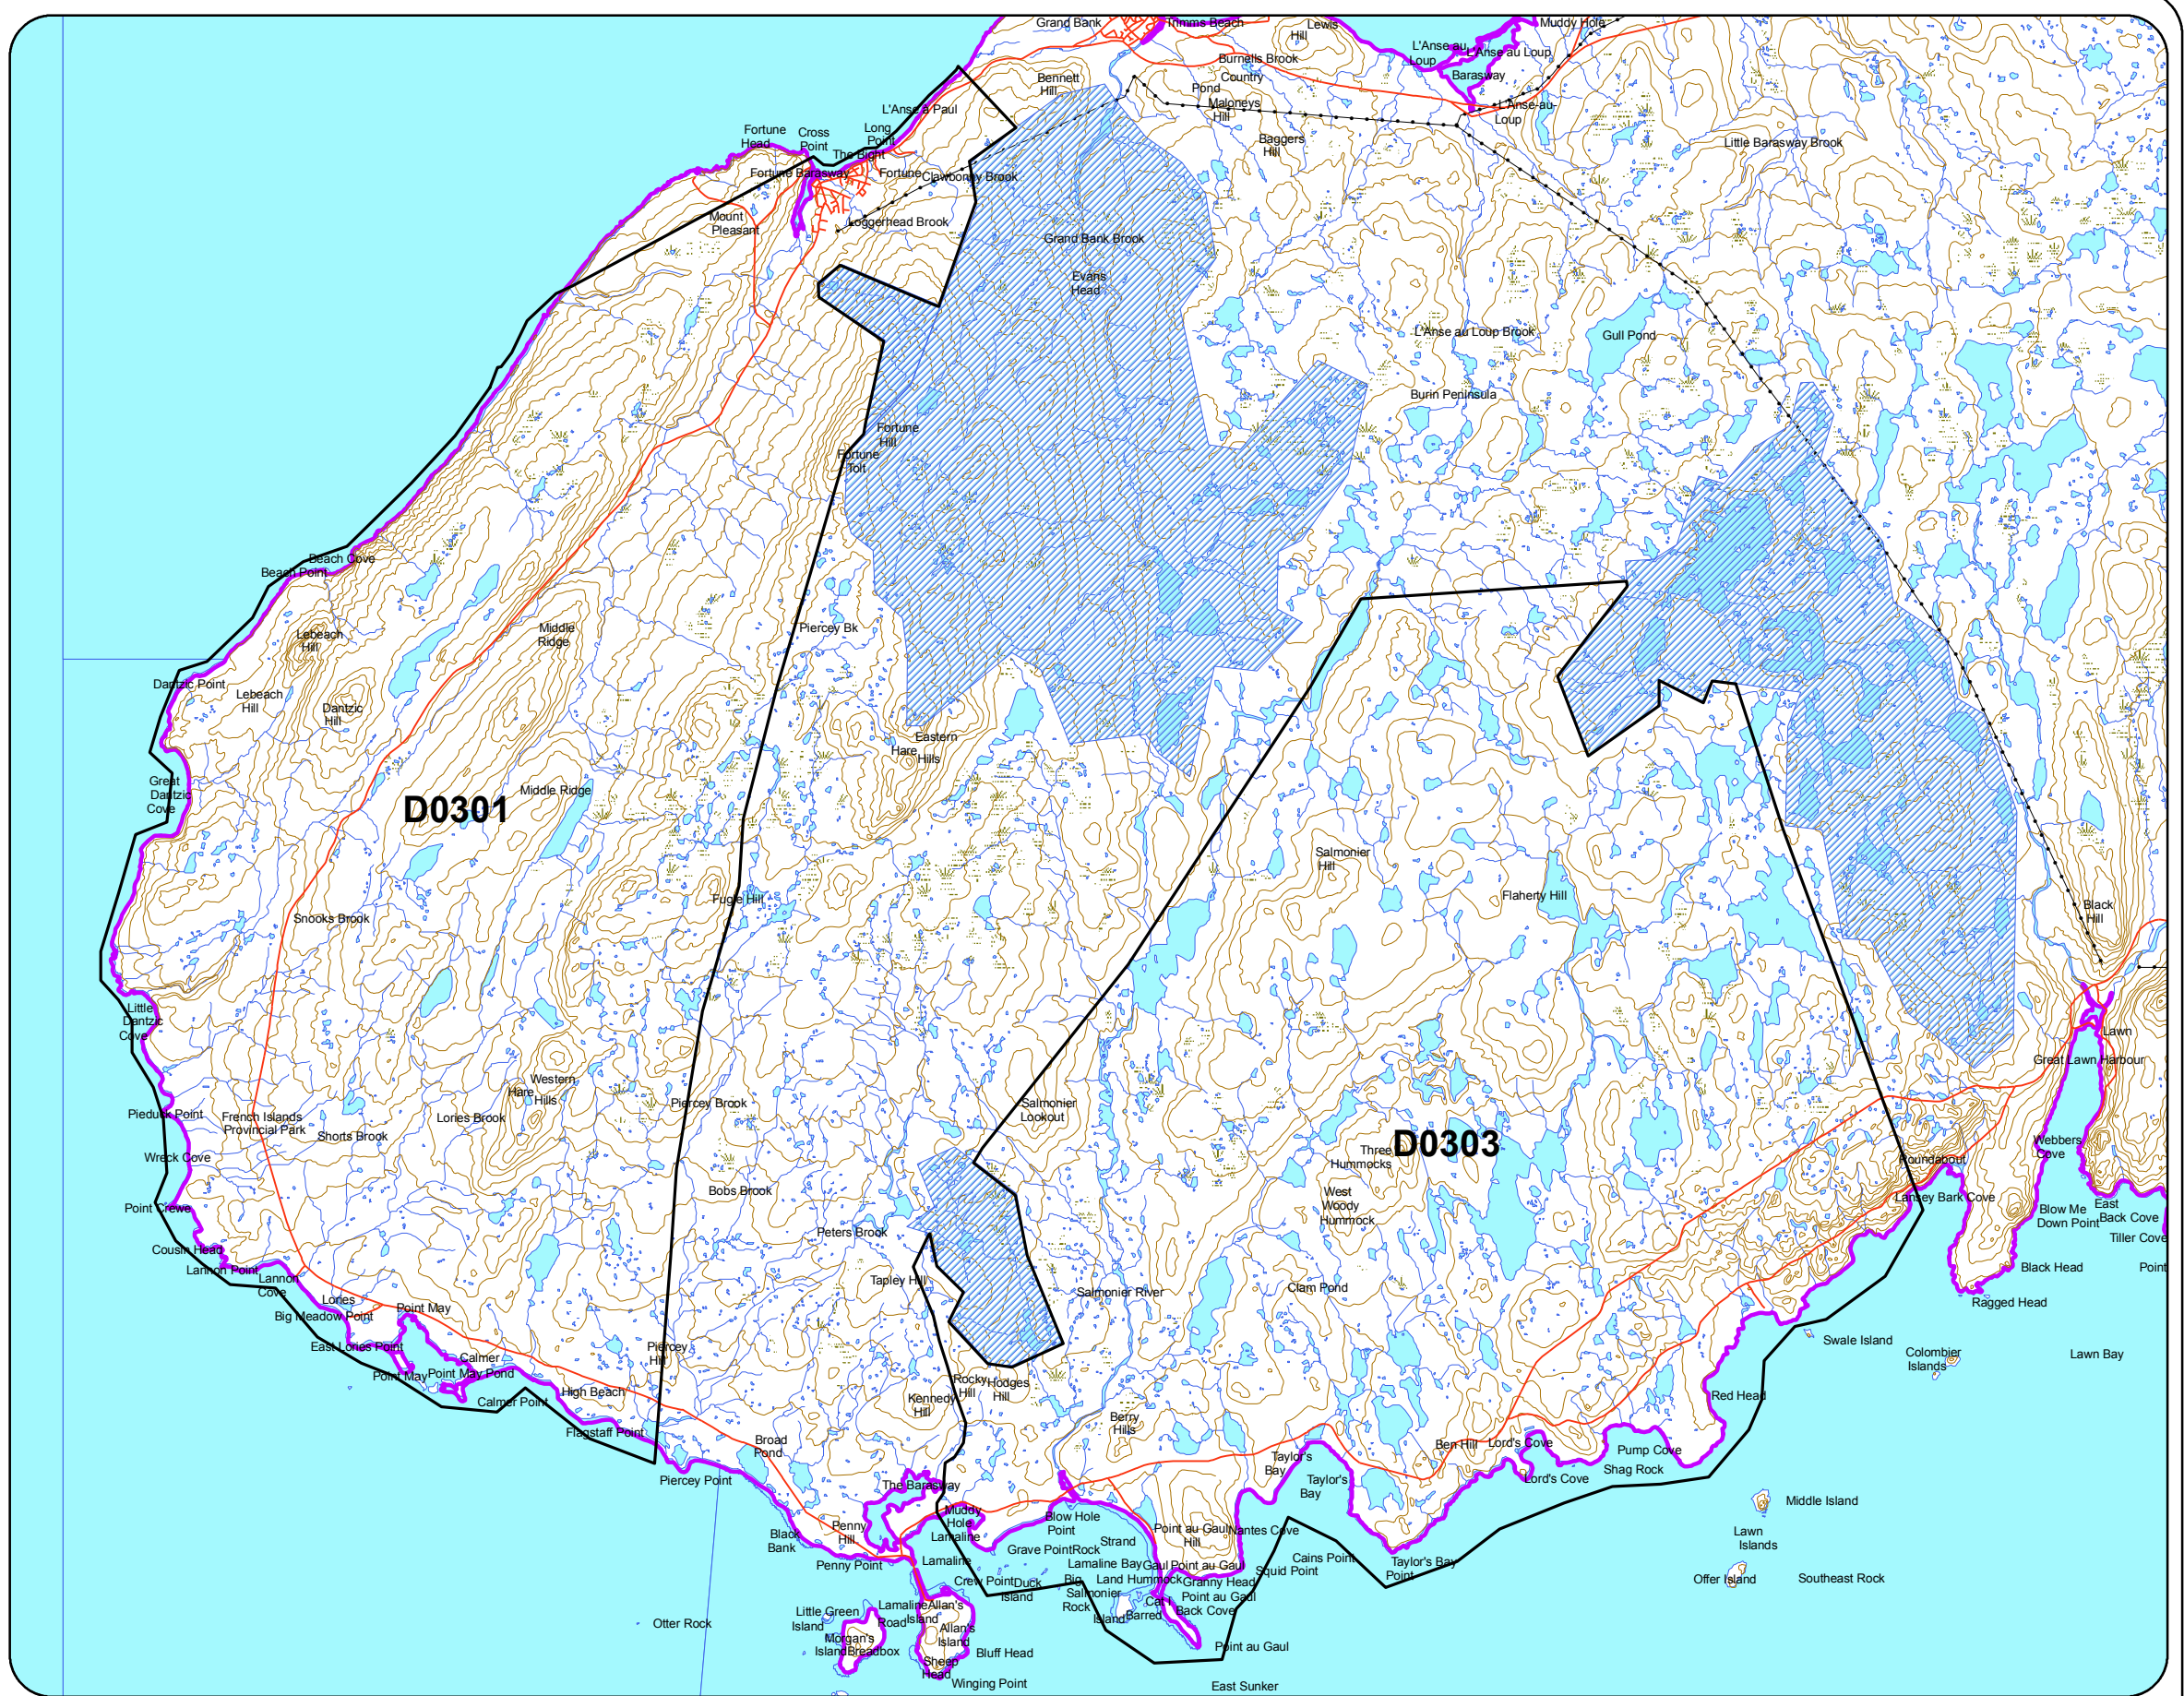 Grand Bank
Trimms Beach
Lewis
Hill
Muddy Hole
L'Anse au
Loup
L'Anse au Loup
Barasway
Burnells Brook
Country
Pond
Bennett
Hill
Maloneys
Hill
L'Anse-au-
Loup
L'Anse à Paul
Baggers
Hill
Little Barasway Brook
Fortune
Head
Cross
Point
Long
Point
The Bight
Fortune Barasway
Fortune
Clawbonny Brook
Mount
Pleasant
Loggerhead Brook
Grand Bank Brook
Evans
Head
L'Anse au Loup Brook
Gull Pond
Burin Peninsula
Fortune
Hill
Fortune
Tolt
Beach Cove
Beach Point
Lebeach
Hill
Middle
Ridge
Piercey Bk
Dantzic Point
Lebeach
Hill
Dantzic
Hill
Eastern
Hare
Hills
Great
Dantzic
Cove
D0301
Middle Ridge
Salmonier
Hill
Fugle Hill
Flaherty Hill
Black
Hill
Snooks Brook
Little
Dantzic
Cove
Lawn
Great Lawn Harbour
Western
Hare
Hills
Pieduck Point
French Islands
Provincial Park
Lories Brook
Piercey Brook
Salmonier
Lookout
Shorts Brook
D0303
Three
Hummocks
Webbers
Cove
Wreck Cove
Roundabout
Bobs Brook
West
Woody
Hummock
Lansey Bark Cove
Point Crewe
East
Back Cove
Blow Me
Down Point
Peters Brook
Tiller Cove
Cousin Head
Lannon Point
Lannon
Cove
Tapley Hill
Salmonier River
Clam Pond
Black Head
Point
Lories
Big Meadow Point
Point May
Ragged Head
East Lories Point
Calmer
Piercey
Hill
Swale Island
Colombier
Islands
Lawn Bay
Point May
Point May Pond
Calmer Point
High Beach
Rocky
Hill
Hodges
Hill
Kennedy
Hill
Red Head
Flagstaff Point
Berry
Hills
Broad
Pond
Ben Hill
Lord's Cove
Pump Cove
Taylor's
Bay
Piercey Point
The Barasway
Taylor's
Bay
Lord's Cove
Shag Rock
Middle Island
Muddy
Hole
Lamaline
Blow Hole
Point
Penny
Hill
Black
Bank
Point au Gaul
Hill
Nantes Cove
Strand
Lawn
Islands
Grave Point
Rock
Penny Point
Lamaline
Lamaline Bay
Gaul
Point au Gaul
Cains Point
Squid Point
Taylor's Bay
Point
Crew Point
Duck
Island
Big
Land Hummock
Granny Head
Offer Island
Southeast Rock
Salmonier
Rock
Point au Gaul
Back Cove
Island
Barred
Little Green
Island
Lamaline
Road
Allan's
Island
Otter Rock
Allan's
Island
Morgan's
Island
Breadbox
Bluff Head
Sheep
Head
Winging Point
Point au Gaul
East Sunker